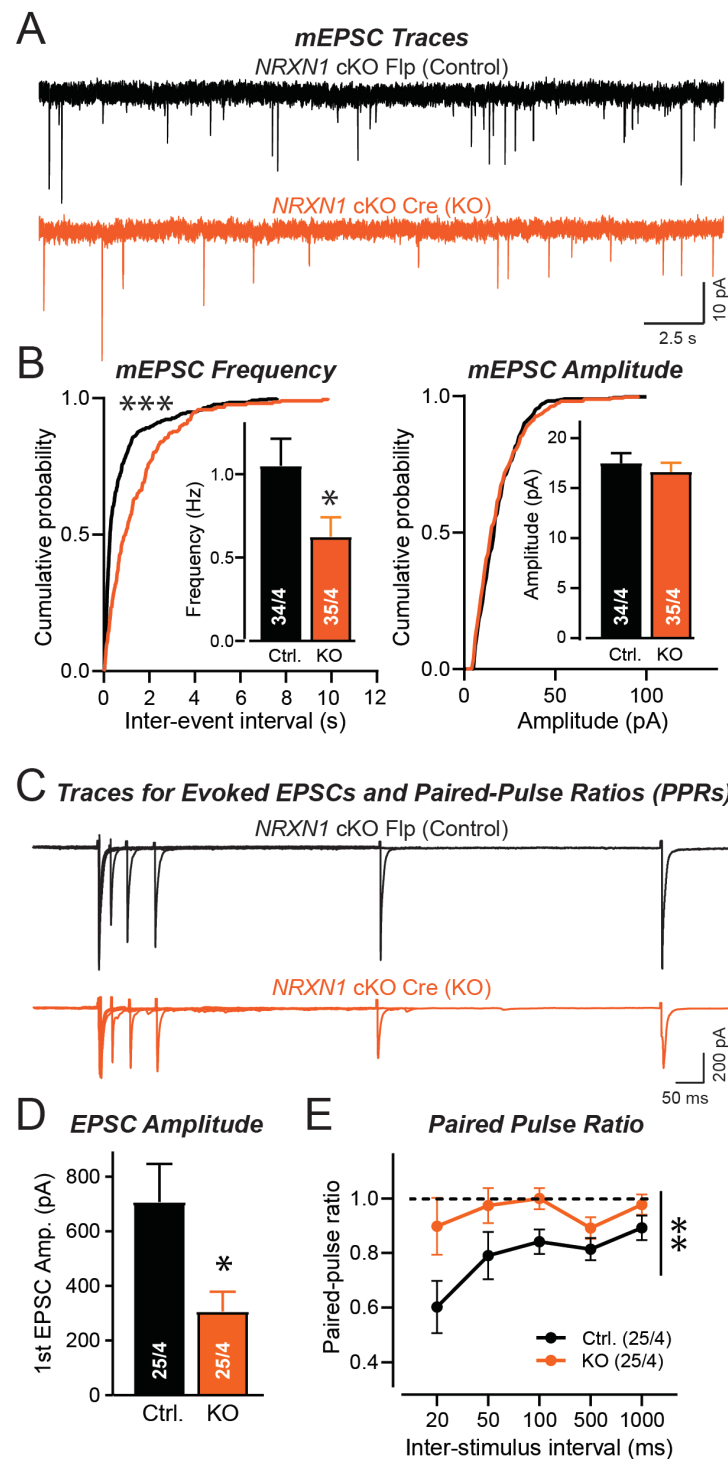 A
mEPSC Traces
NRXN1 cKO Flp (Control)
NRXN1 cKO Cre (KO)
10 pA
2.5 s
B
mEPSC Frequency
1.0
0.5
0.0
Cumulative probability
***
0 2 4 6 8 10 12
Inter-event interval (s)
Frequency (Hz)
1.0
0.5
0.0
*
34/4
35/4
Ctrl. KO
mEPSC Amplitude
1.0
0.5
0.0
Cumulative probability
0 50 100
Amplitude (pA)
Amplitude (pA)
20
15
10
5
0
34/4
35/4
Ctrl. KO
C
Traces for Evoked EPSCs and Paired-Pulse Ratios (PPRs)
NRXN1 cKO Flp (Control)
NRXN1 cKO Cre (KO)
200 pA
50 ms
D
EPSC Amplitude
1st EPSC Amp. (pA)
800
600
400
200
0
*
25/4
25/4
Ctrl. KO
E
Paired Pulse Ratio
Paired-pulse ratio
1.0
0.8
0.6
0.4
**
Ctrl. (25/4)
KO (25/4)
20 50 100 500 1000
Inter-stimulus interval (ms)